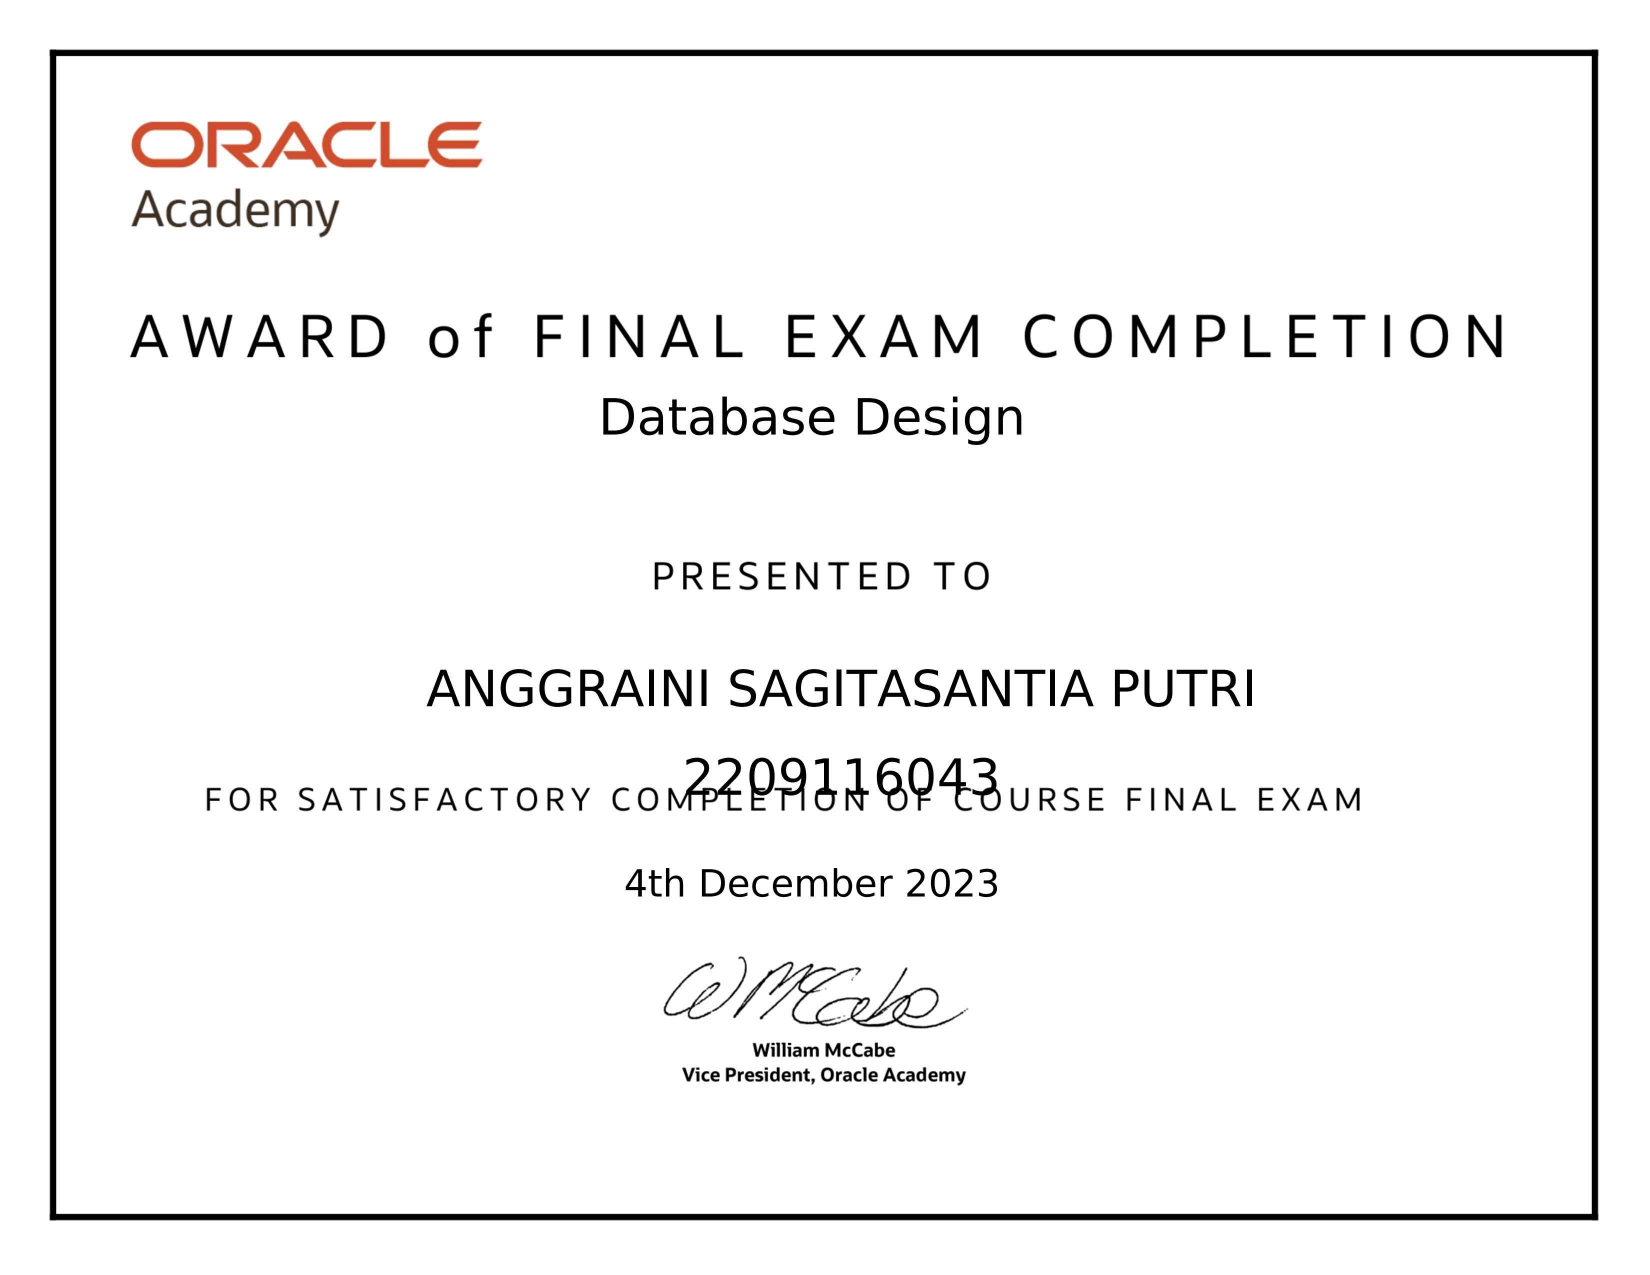 ORACLE
Academy
AWARD of FINAL EXAM COMPLETION
Database Design
PRESENTED TO
ANGGRAINI SAGITASANTIA PUTRI
2209116043
FOR SATISFACTORY COMPLETION OF COURSE FINAL EXAM
4th December 2023
W McCabe
William McCabe
Vice President, Oracle Academy